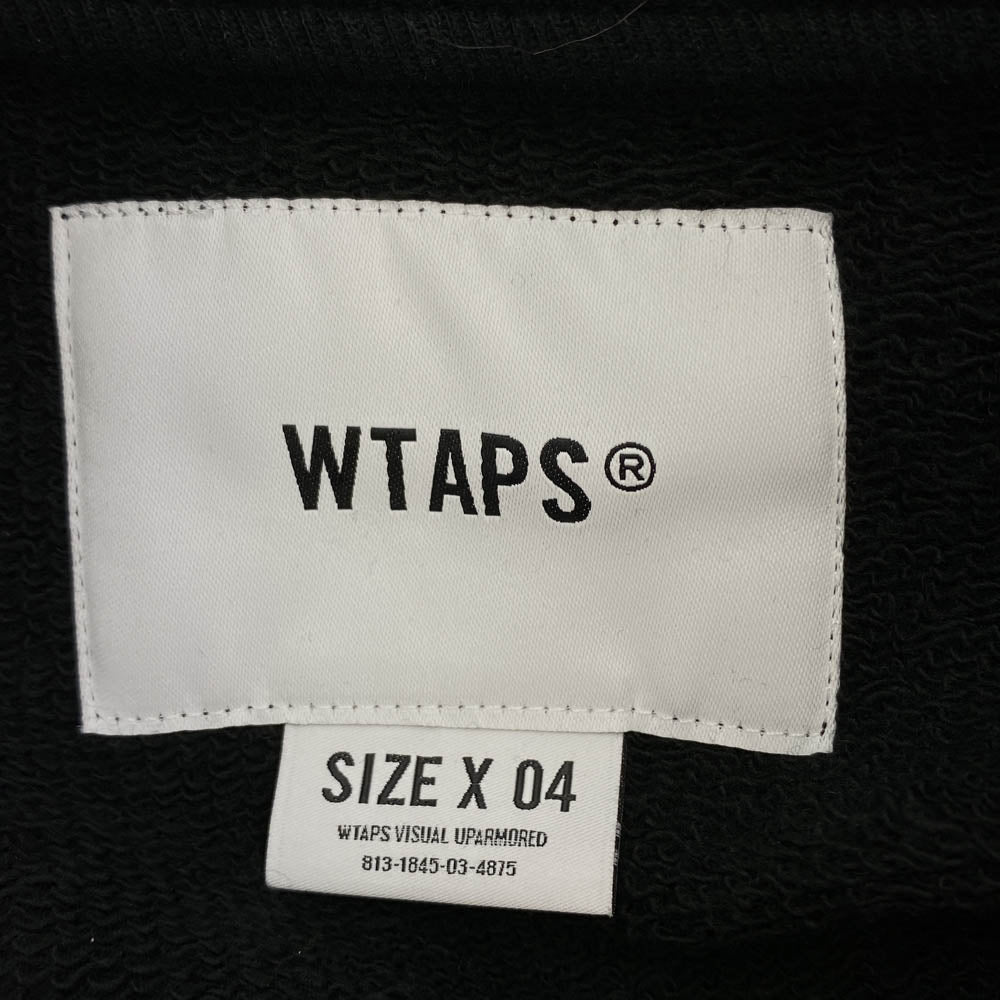 WTAPS®
SIZE X 04
WTAPS VISUAL UPARMORED
813-1845-03-4875